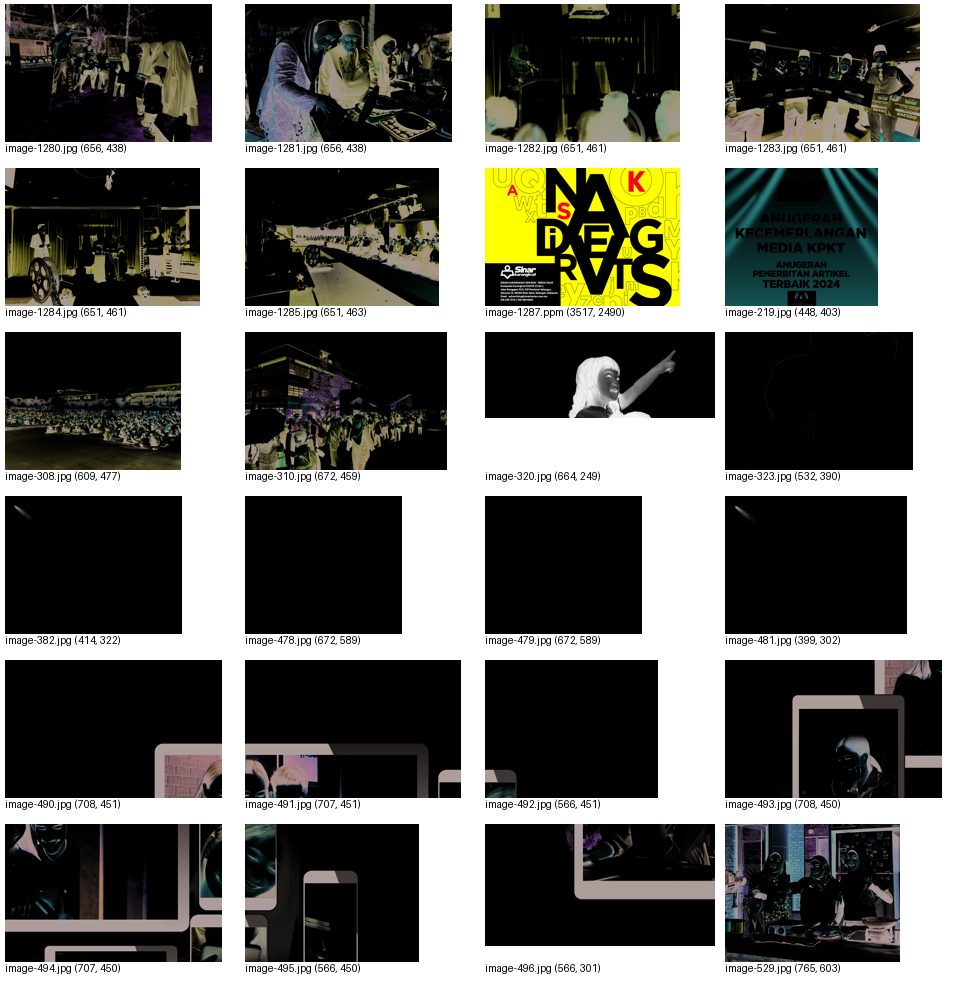 image-1280.jpg (656, 438)
image-1281.jpg (656, 438)
image-1282.jpg (651, 461)
image-1283.jpg (651, 461)
Sinar
karangkraf
ANUGERAH
KECEMERLANGAN
MEDIA KPKT
ANUGERAH
PENERBITAN ARTIKEL
TERBAIK 2024
image-1284.jpg (651, 461)
image-1285.jpg (651, 463)
image-1287.ppm (3517, 2490)
image-219.jpg (448, 403)
image-308.jpg (609, 477)
image-310.jpg (672, 459)
image-320.jpg (664, 249)
image-323.jpg (532, 390)
image-382.jpg (414, 322)
image-478.jpg (672, 589)
image-479.jpg (672, 589)
image-481.jpg (399, 302)
image-490.jpg (708, 451)
image-491.jpg (707, 451)
image-492.jpg (566, 451)
image-493.jpg (708, 450)
image-494.jpg (707, 450)
image-495.jpg (566, 450)
image-496.jpg (566, 301)
image-529.jpg (765, 603)